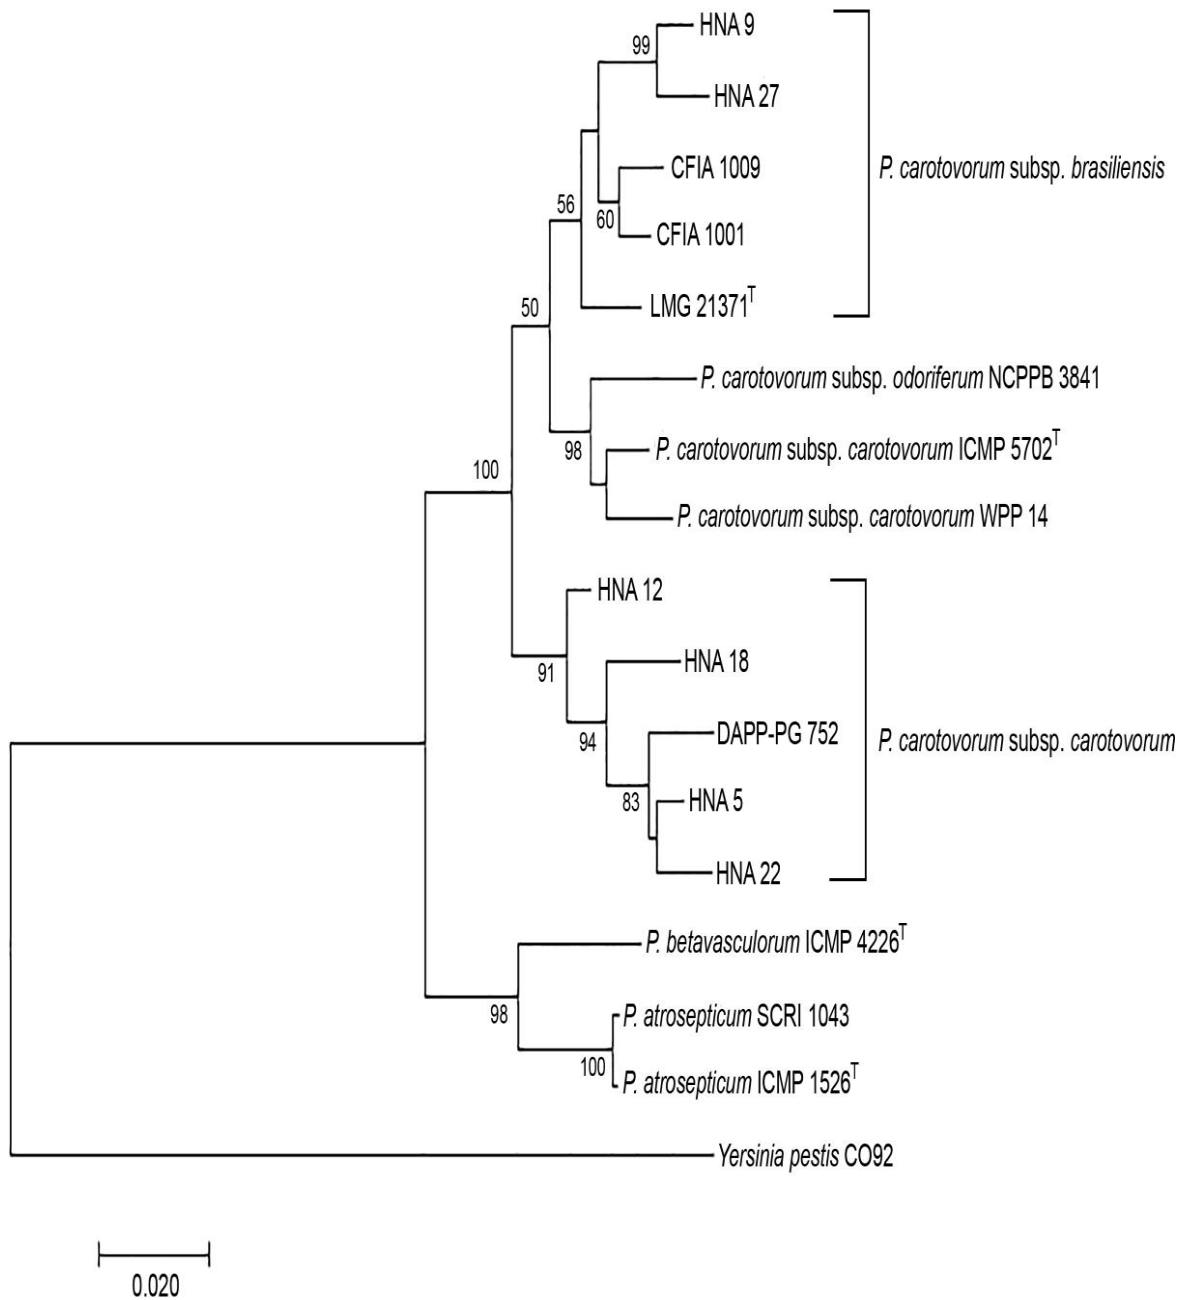 HNA 9
99
HNA 27
CFIA 1009
P. carotovorum subsp. brasiliensis
56
60
CFIA 1001
LMG 21371T
50
P. carotovorum subsp. odoriferum NCPPB 3841
98
P. carotovorum subsp. carotovorum ICMP 5702T
100
P. carotovorum subsp. carotovorum WPP 14
HNA 12
91
HNA 18
94
DAPP-PG 752
P. carotovorum subsp. carotovorum
83
HNA 5
HNA 22
P. betavasculorum ICMP 4226T
98
P. atrosepticum SCRI 1043
100
P. atrosepticum ICMP 1526T
Yersinia pestis CO92
0.020